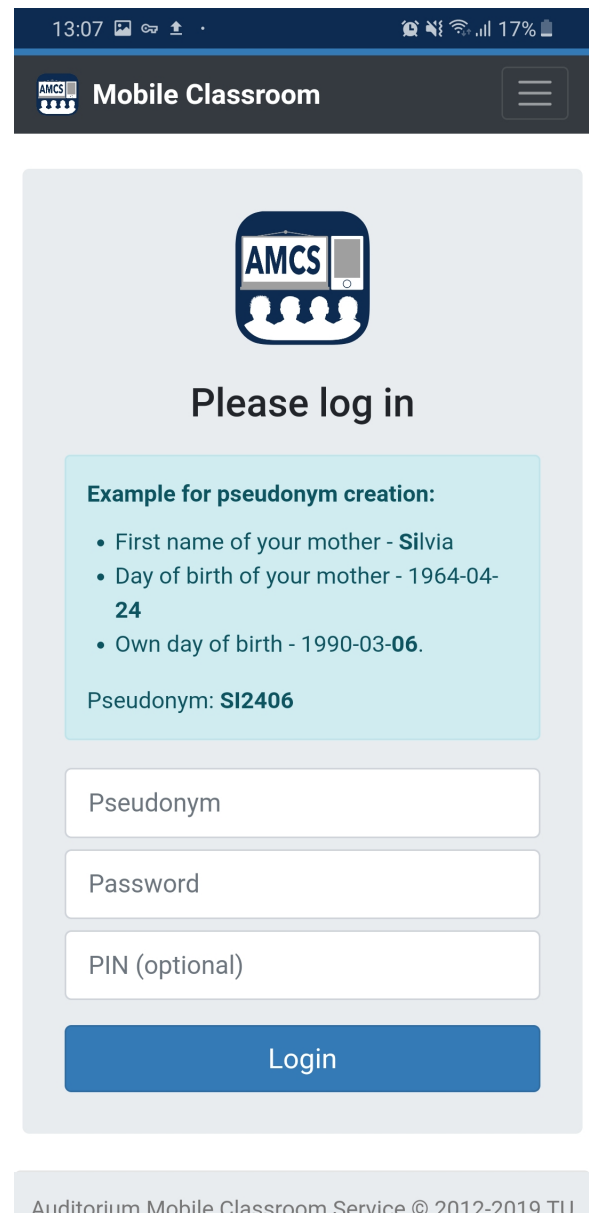 13:07 17%
AMCS Mobile Classroom
AMCS
Please log in
Example for pseudonym creation:
• First name of your mother - Silvia
• Day of birth of your mother - 1964-04-
24
• Own day of birth - 1990-03-06.
Pseudonym: SI2406
Pseudonym
Password
PIN (optional)
Login
Auditorium Mobile Classroom Service © 2012-2019 TU